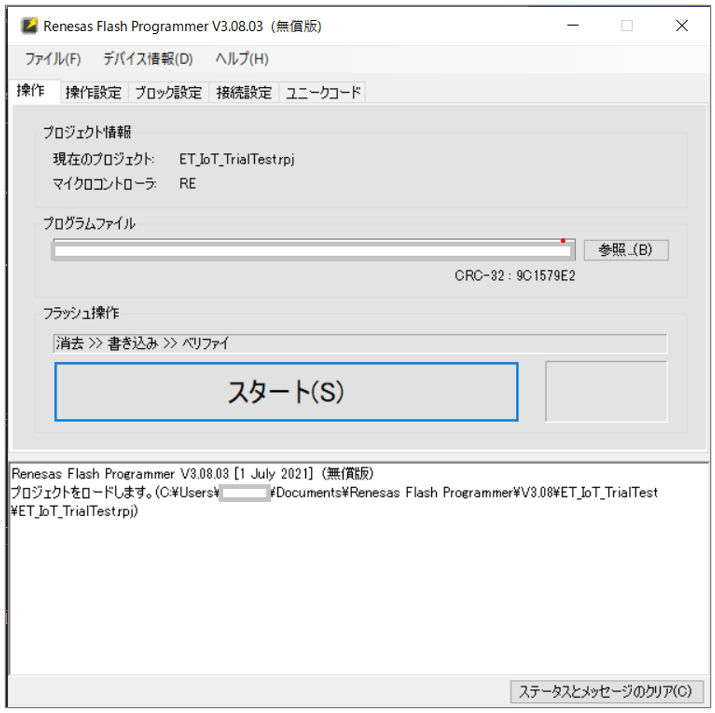 Renesas Flash Programmer V3.08.03 (無償版)
ファイル(F) デバイス情報(D) ヘルプ(H)
操作 操作設定 ブロック設定 接続設定 ユニークコード
プロジェクト情報
現在のプロジェクト: ET_IoT_TrialTest.rpj
マイクロコントローラ: RE
プログラムファイル
参照...(B)
CRC-32 : 9C1579E2
フラッシュ操作
消去 >> 書き込み >> ベリファイ
スタート(S)
Renesas Flash Programmer V3.08.03 [1 July 2021] (無償版)
プロジェクトをロードします。(C:¥Users¥ ¥Documents¥Renesas Flash Programmer¥V3.08¥ET_IoT_TrialTest
¥ET_IoT_TrialTest.rpj)
ステータスとメッセージのクリア(C)